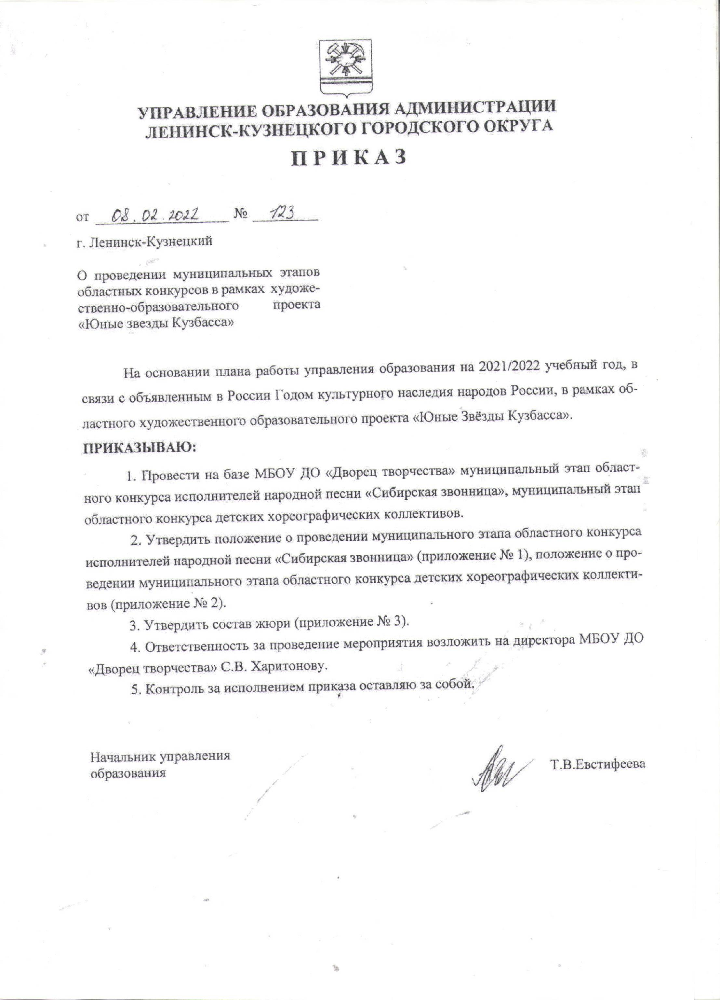 УПРАВЛЕНИЕ ОБРАЗОВАНИЯ АДМИНИСТРАЦИИ
ЛЕНИНСК-КУЗНЕЦКОГО ГОРОДСКОГО ОКРУГА
П Р И К А З
от 08.02.2022 № 123
г. Ленинск-Кузнецкий
О проведении муниципальных этапов
областных конкурсов в рамках художе-
ственно-образовательного проекта
«Юные звезды Кузбасса»
На основании плана работы управления образования на 2021/2022 учебный год, в
связи с объявленным в России Годом культурного наследия народов России, в рамках об-
ластного художественного образовательного проекта «Юные Звёзды Кузбасса».
ПРИКАЗЫВАЮ:
1. Провести на базе МБОУ ДО «Дворец творчества» муниципальный этап област-
ного конкурса исполнителей народной песни «Сибирская звонница», муниципальный этап
областного конкурса детских хореографических коллективов.
2. Утвердить положение о проведении муниципального этапа областного конкурса
исполнителей народной песни «Сибирская звонница» (приложение № 1), положение о про-
ведении муниципального этапа областного конкурса детских хореографических коллекти-
вов (приложение № 2).
3. Утвердить состав жюри (приложение № 3).
4. Ответственность за проведение мероприятия возложить на директора МБОУ ДО
«Дворец творчества» С.В. Харитонову.
5. Контроль за исполнением приказа оставляю за собой.
Начальник управления
образования
Т.В.Евстифеева